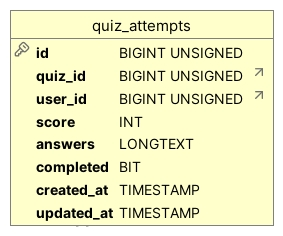 quiz_attempts
id BIGINT UNSIGNED
quiz_id BIGINT UNSIGNED
user_id BIGINT UNSIGNED
score INT
answers LONGTEXT
completed BIT
created_at TIMESTAMP
updated_at TIMESTAMP